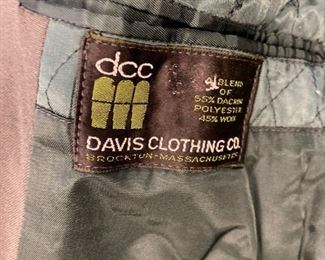 dcc
A BLEND
OF
55% DACRON
POLYESTER
45% WOOL
DAVIS CLOTHING CO.
BROCKTON-MASSACHUSETTS